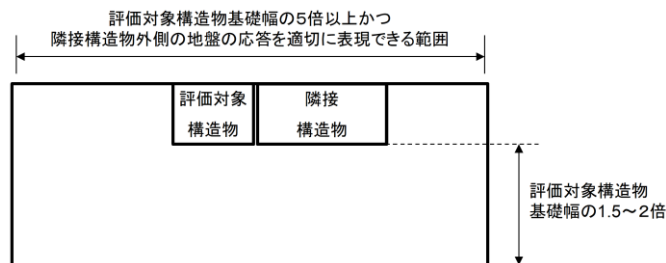 評価対象構造物基礎幅の5倍以上かつ
隣接構造物外側の地盤の応答を適切に表現できる範囲
評価対象
構造物
隣接
構造物
評価対象構造物
基礎幅の1.5～2倍